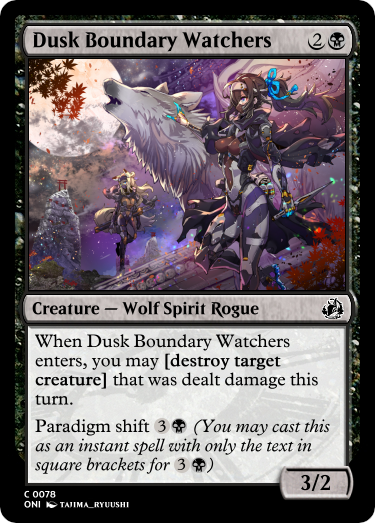 Dusk Boundary Watchers 2
Creature — Wolf Spirit Rogue
When Dusk Boundary Watchers
enters, you may [destroy target
creature] that was dealt damage this
turn.
Paradigm shift 3 (You may cast this
as an instant spell with only the text in
square brackets for 3 )
3/2
C 0078
ONI TAJIMA_RYUUSHI